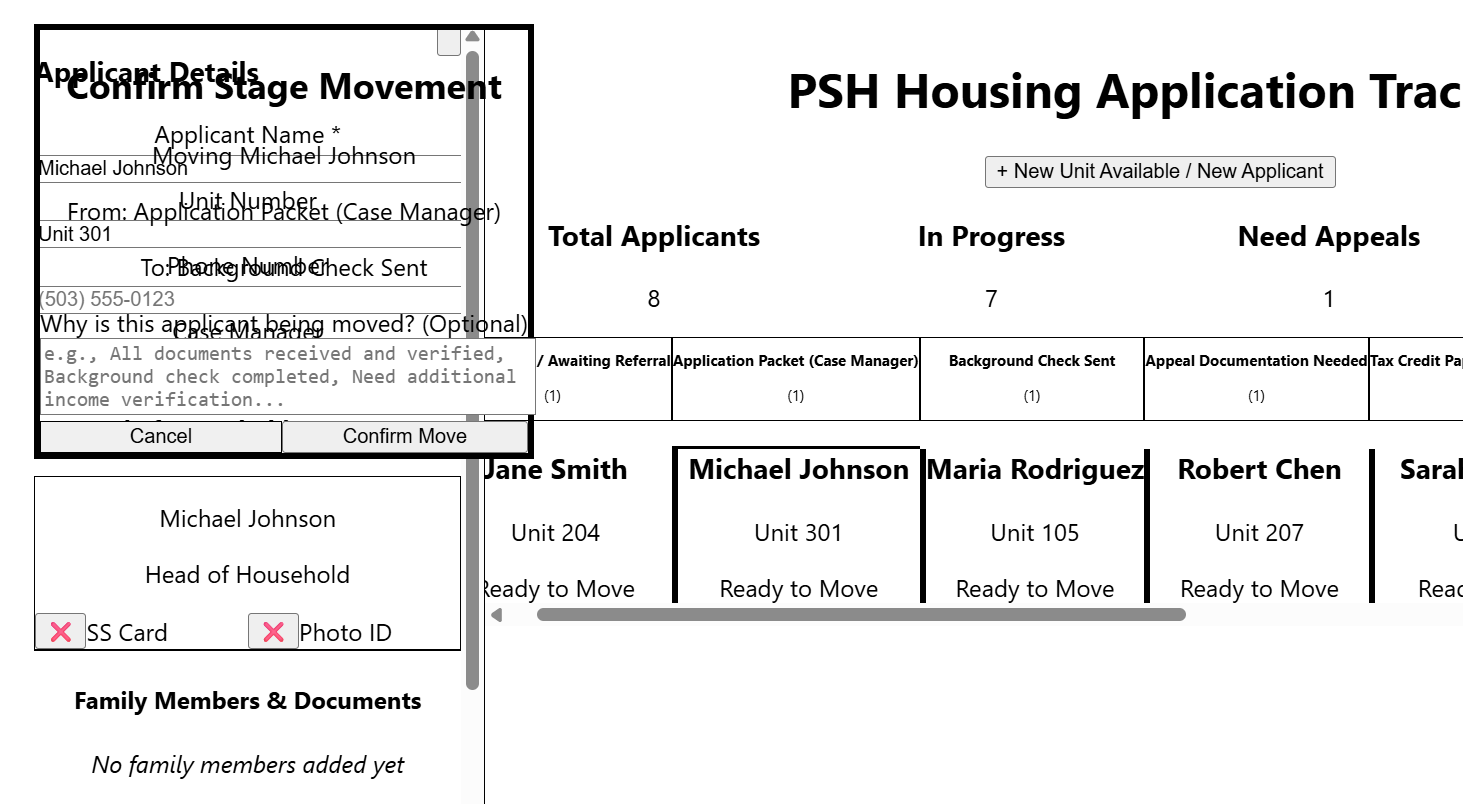 Applicant Details
Confirm Stage Movement
Applicant Name *
Moving Michael Johnson
Michael Johnson
Unit Number
From: Application Packet (Case Manager)
Unit 301
Phone Number
To: Background Check Sent
(503) 555-0123
Why is this applicant being moved? (Optional)
Case Manager
e.g., All documents received and verified,
Background check completed, Need additional
income verification...
Cancel
Confirm Move
Michael Johnson
Head of Household
❌ SS Card
❌ Photo ID
Family Members & Documents
No family members added yet
PSH Housing Application Trac
+ New Unit Available / New Applicant
Total Applicants
In Progress
Need Appeals
8
7
1
/ Awaiting Referral
Application Packet (Case Manager)
Background Check Sent
Appeal Documentation Needed
Tax Credit Pa
(1)
(1)
(1)
(1)
Jane Smith
Michael Johnson
Maria Rodriguez
Robert Chen
Sara
Unit 204
Unit 301
Unit 105
Unit 207
U
Ready to Move
Ready to Move
Ready to Move
Ready to Move
Read